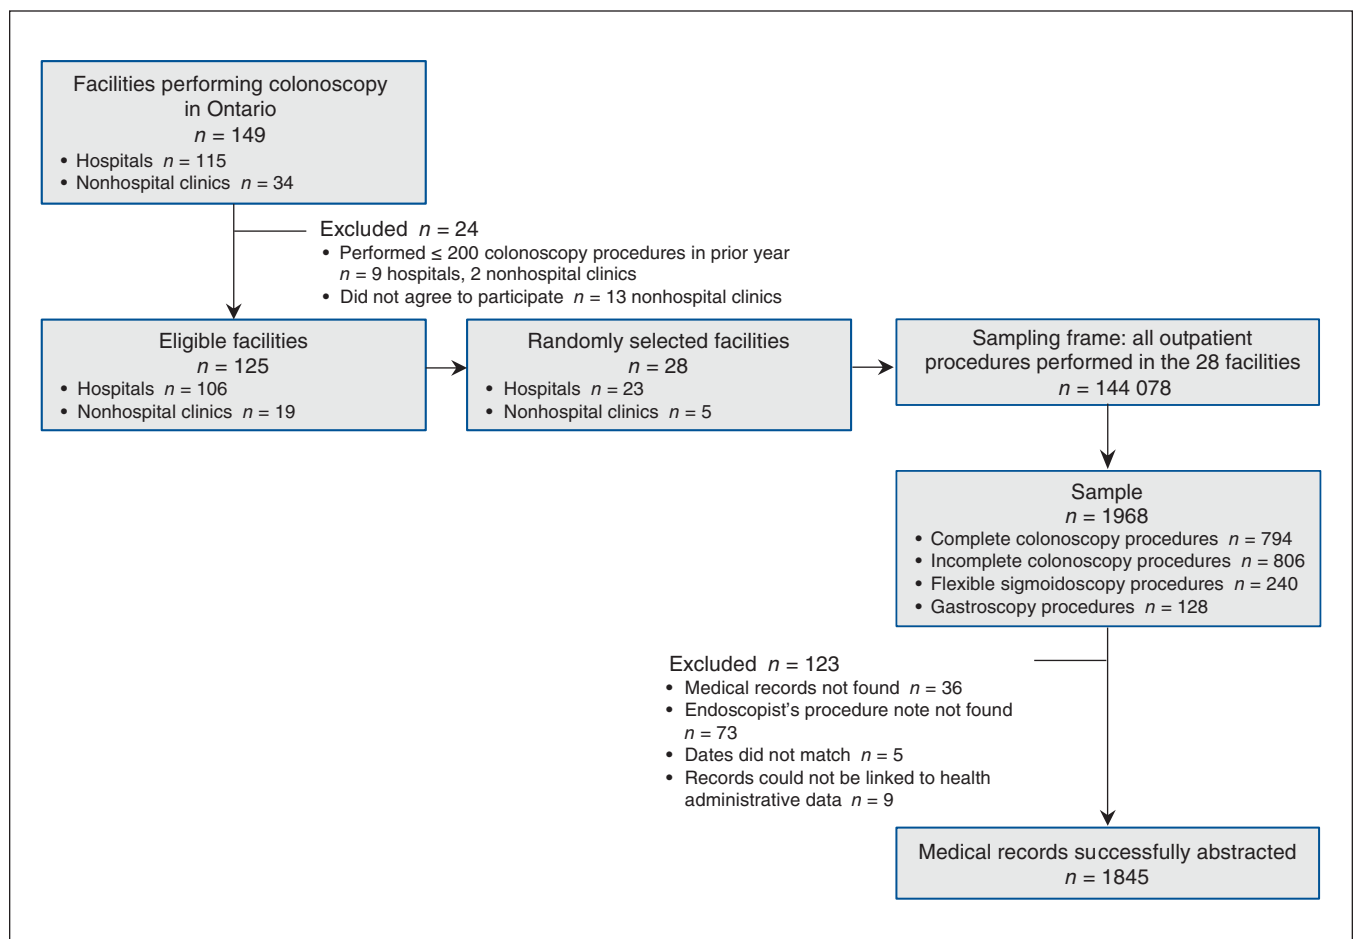 Facilities performing colonoscopy
in Ontario
n = 149
• Hospitals n = 115
• Nonhospital clinics n = 34
Excluded n = 24
• Performed ≤ 200 colonoscopy procedures in prior year
n = 9 hospitals, 2 nonhospital clinics
• Did not agree to participate n = 13 nonhospital clinics
Eligible facilities
n = 125
• Hospitals n = 106
• Nonhospital clinics n = 19
Randomly selected facilities
n = 28
• Hospitals n = 23
• Nonhospital clinics n = 5
Sampling frame: all outpatient
procedures performed in the 28 facilities
n = 144 078
Sample
n = 1968
• Complete colonoscopy procedures n = 794
• Incomplete colonoscopy procedures n = 806
• Flexible sigmoidoscopy procedures n = 240
• Gastroscopy procedures n = 128
Excluded n = 123
• Medical records not found n = 36
• Endoscopist's procedure note not found
n = 73
• Dates did not match n = 5
• Records could not be linked to health
administrative data n = 9
Medical records successfully abstracted
n = 1845